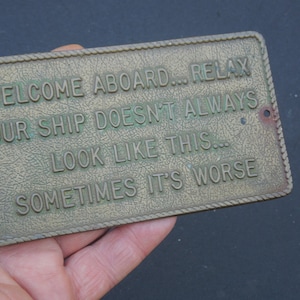 ELCOME ABOARD...RELAX
UR SHIP DOESN'T ALWAYS
LOOK LIKE THIS...
SOMETIMES IT'S WORSE